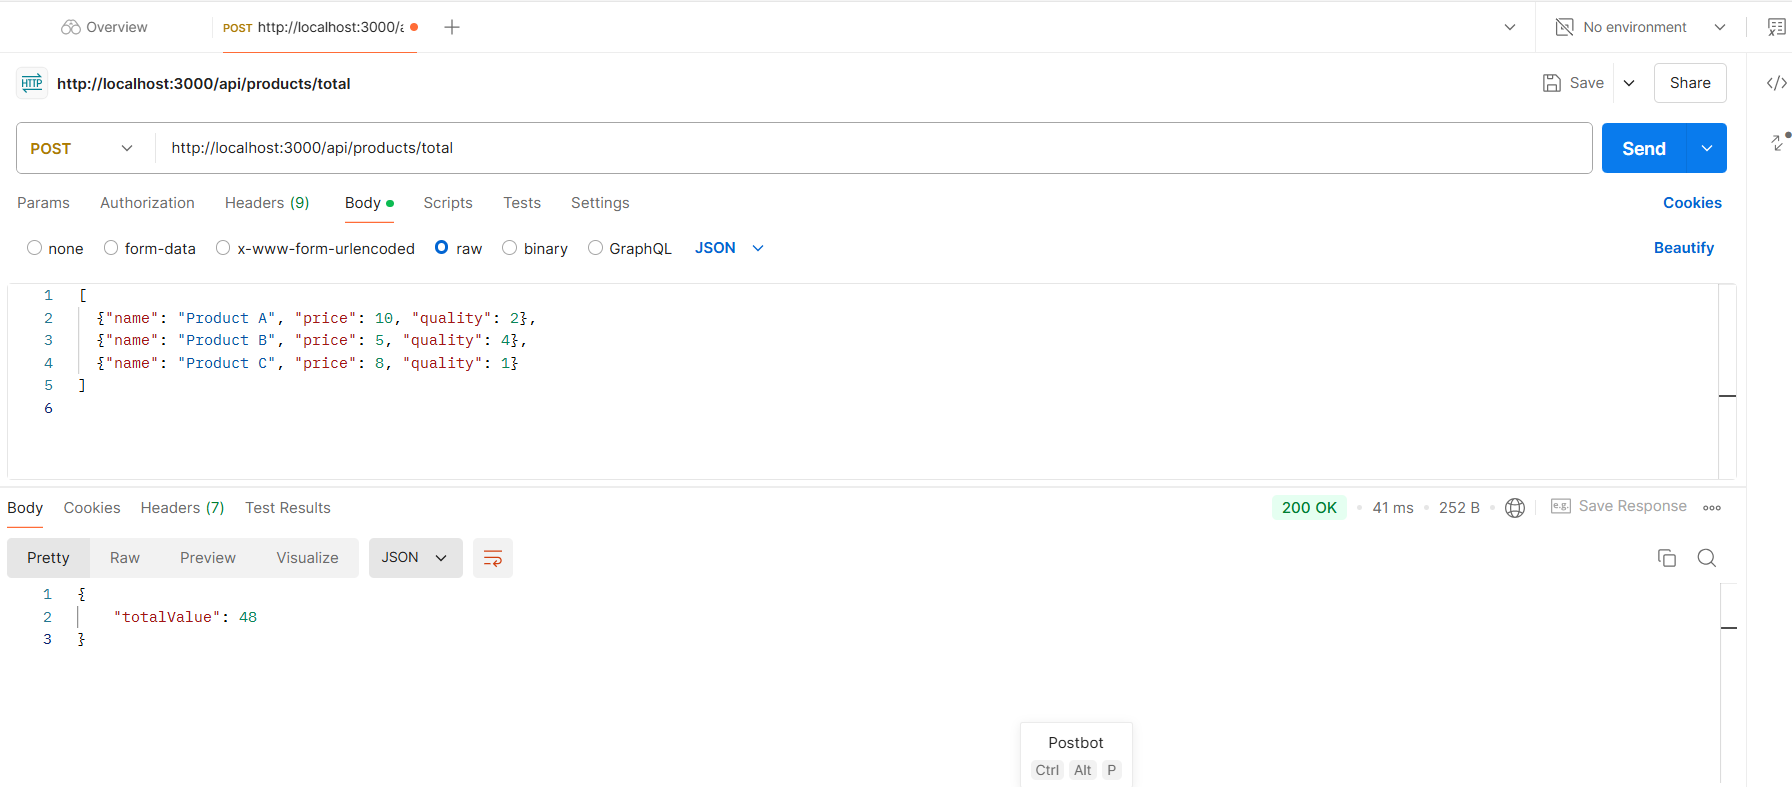 Overview POST http://localhost:3000/a No environment
HTTP http://localhost:3000/api/products/total Save Share
POST http://localhost:3000/api/products/total Send
Params Authorization Headers (9) Body Scripts Tests Settings Cookies
none form-data x-www-form-urlencoded raw binary GraphQL JSON Beautify
1 [
2 {"name": "Product A", "price": 10, "quality": 2},
3 {"name": "Product B", "price": 5, "quality": 4},
4 {"name": "Product C", "price": 8, "quality": 1}
5 ]
6
Body Cookies Headers (7) Test Results 200 OK 41 ms 252 B e.g. Save Response
Pretty Raw Preview Visualize JSON
1 {
2 "totalValue": 48
3 }
Postbot
Ctrl Alt P